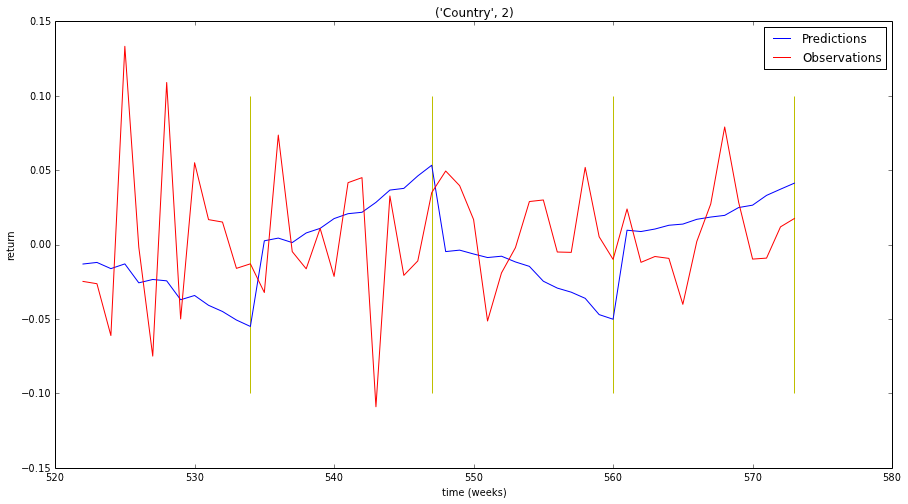 ('Country', 2)
0.15
0.10
0.05
0.00
−0.05
−0.10
−0.15
return
520
530
540
550
560
570
580
time (weeks)
Predictions
Observations